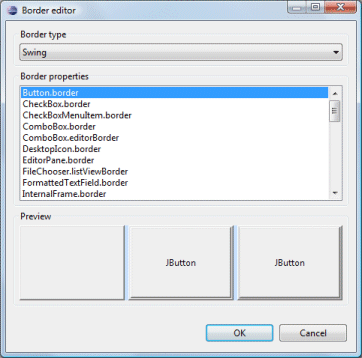 Border editor
Border type
Swing
Border properties
Button.border
CheckBox.border
CheckBoxMenuItem.border
ComboBox.border
ComboBox.editorBorder
DesktopIcon.border
EditorPane.border
FileChooser.listViewBorder
FormattedTextField.border
InternalFrame.border
Preview
JButton
JButton
OK
Cancel